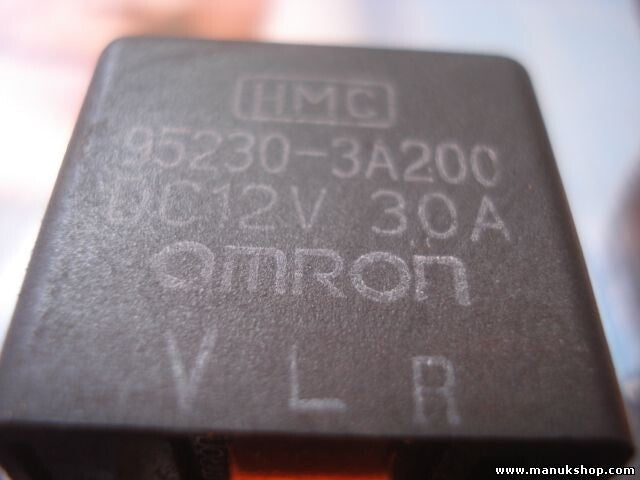 HMC
95230-3A200
DC12V 30A
OMRON
V L R
www.manukshop.com